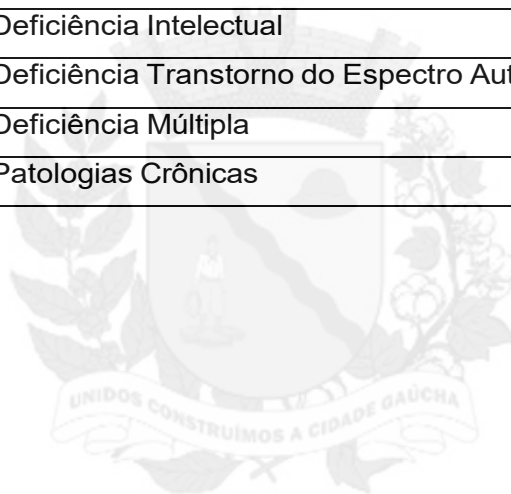 Deficiência Intelectual
Deficiência Transtorno do Espectro Aut
Deficiência Múltipla
Patologias Crônicas
UNIDOS CONSTRUÍMOS A CIDADE GAÚCHA